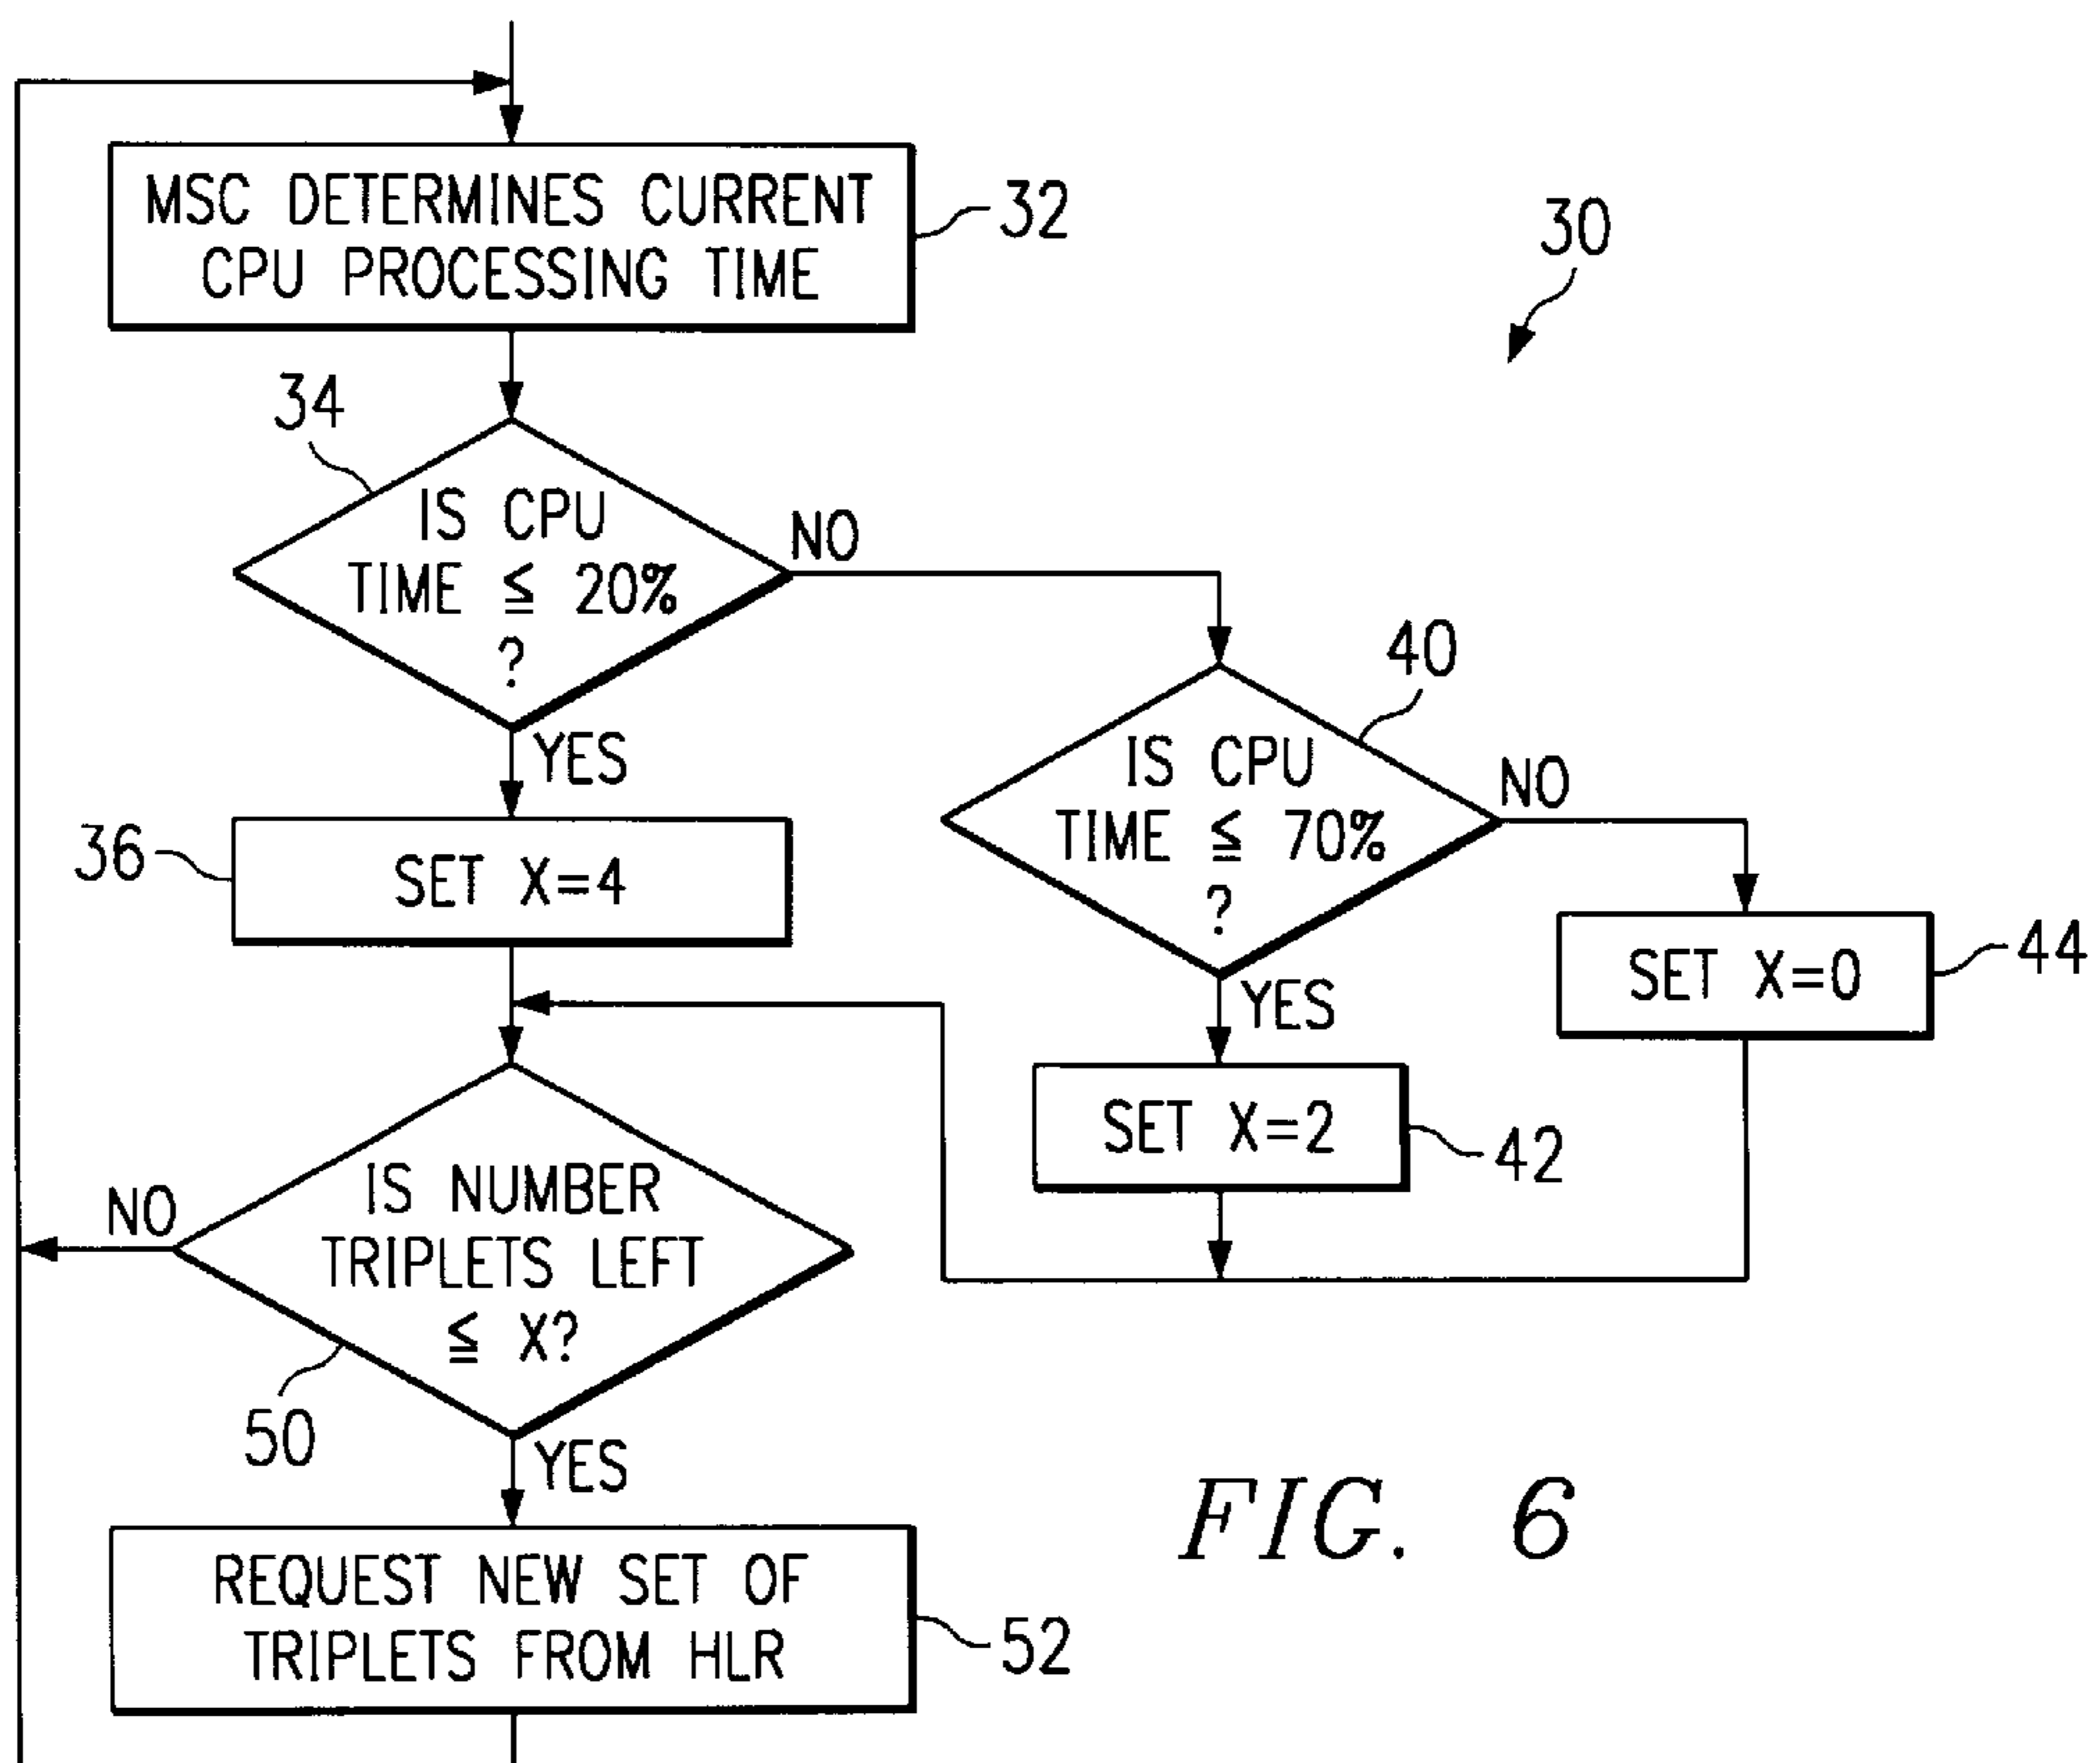 MSC DETERMINES CURRENT
CPU PROCESSING TIME
32
30
34
IS CPU
TIME ≦ 20%
?
NO
YES
40
IS CPU
TIME ≦ 70%
?
NO
YES
36
SET X=4
SET X=0
44
SET X=2
42
IS NUMBER
TRIPLETS LEFT
≦ X?
NO
50
YES
REQUEST NEW SET OF
TRIPLETS FROM HLR
52
FIG. 6